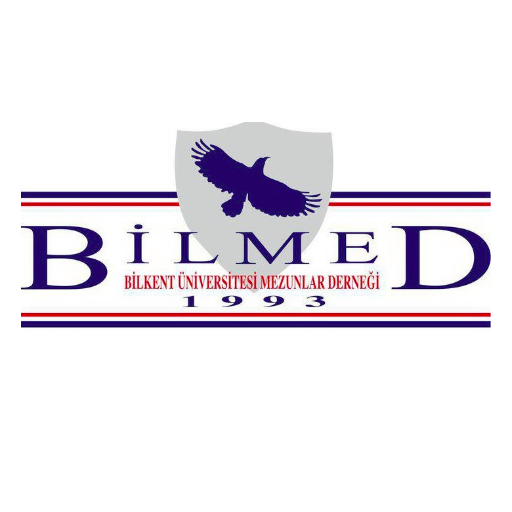 BİLMED
BİLKENT ÜNİVERSİTESİ MEZUNLAR DERNEĞİ
1993